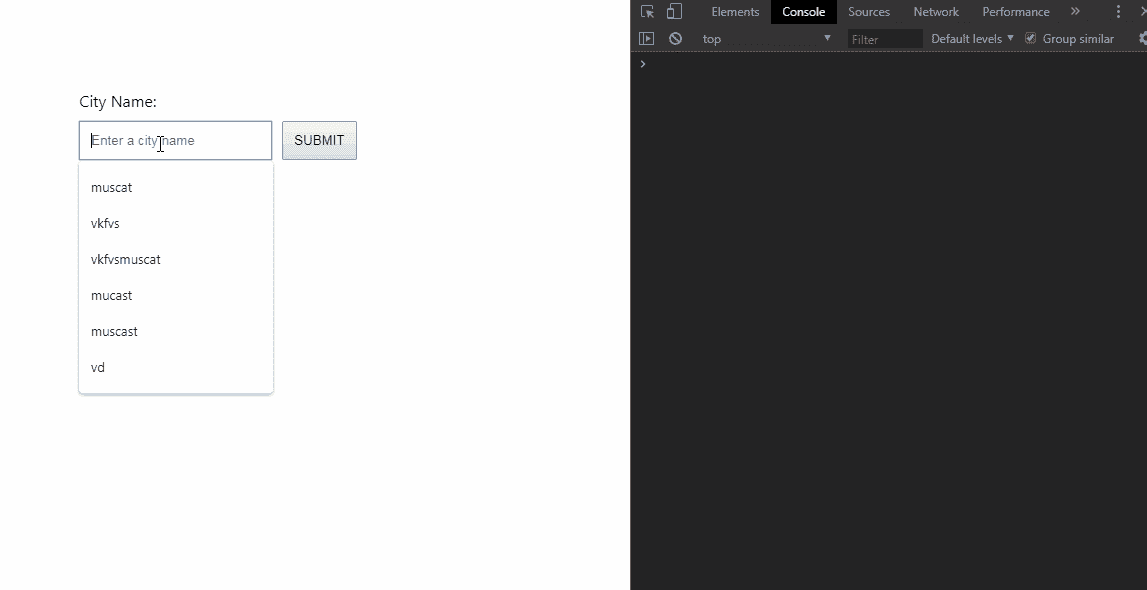 Elements Console Sources Network Performance »
top Filter Default levels ▼ Group similar
City Name:
Enter a city name SUBMIT
muscat
vkfvs
vkfvsmuscat
mucast
muscast
vd